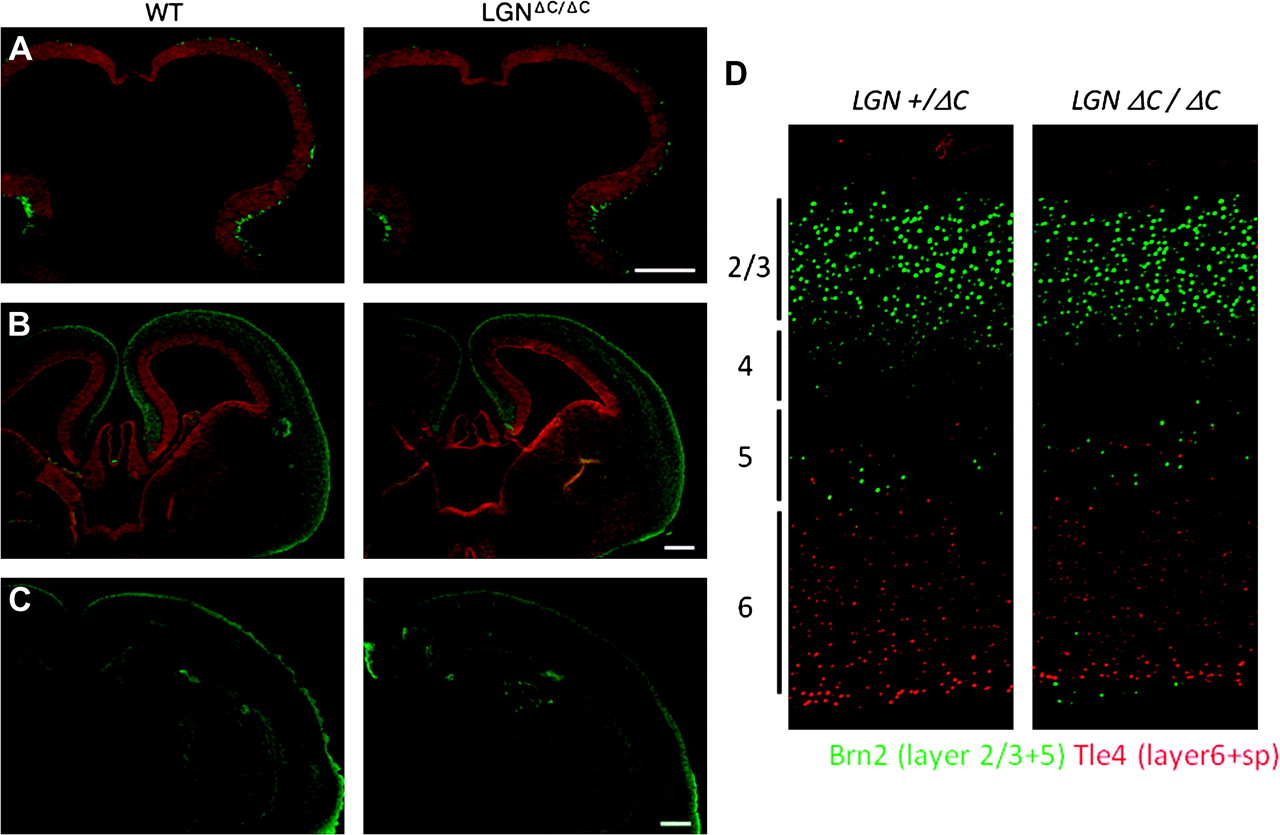 WT
LGNΔC/ΔC
A
B
C
D
LGN +/ΔC
LGN ΔC / ΔC
2/3
4
5
6
Brn2 (layer 2/3+5) Tle4 (layer6+sp)